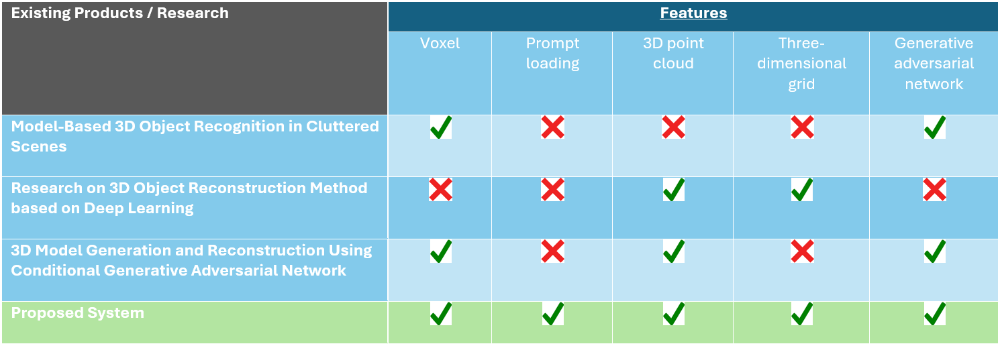 Existing Products / Research
Features
Voxel
Prompt
loading
3D point
cloud
Three-
dimensional
grid
Generative
adversarial
network
Model-Based 3D Object Recognition in Cluttered
Scenes
Research on 3D Object Reconstruction Method
based on Deep Learning
3D Model Generation and Reconstruction Using
Conditional Generative Adversarial Network
Proposed System